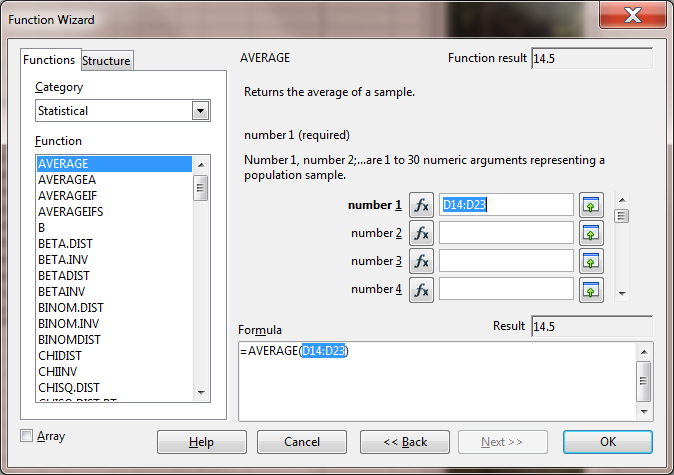 Function Wizard
Functions
Structure
Category
Statistical
Function
AVERAGE
AVERAGEA
AVERAGEIF
AVERAGEIFS
B
BETA.DIST
BETA.INV
BETADIST
BETAINV
BINOM.DIST
BINOM.INV
BINOMDIST
CHIDIST
CHIINV
CHISQ.DIST
Array
AVERAGE
Function result 14.5
Returns the average of a sample.
number 1 (required)
Number 1, number 2;...are 1 to 30 numeric arguments representing a
population sample.
number 1 fx D14:D23
number 2 fx
number 3 fx
number 4 fx
Formula
Result 14.5
=AVERAGE(D14:D23)
Help
Cancel
<< Back
Next >>
OK